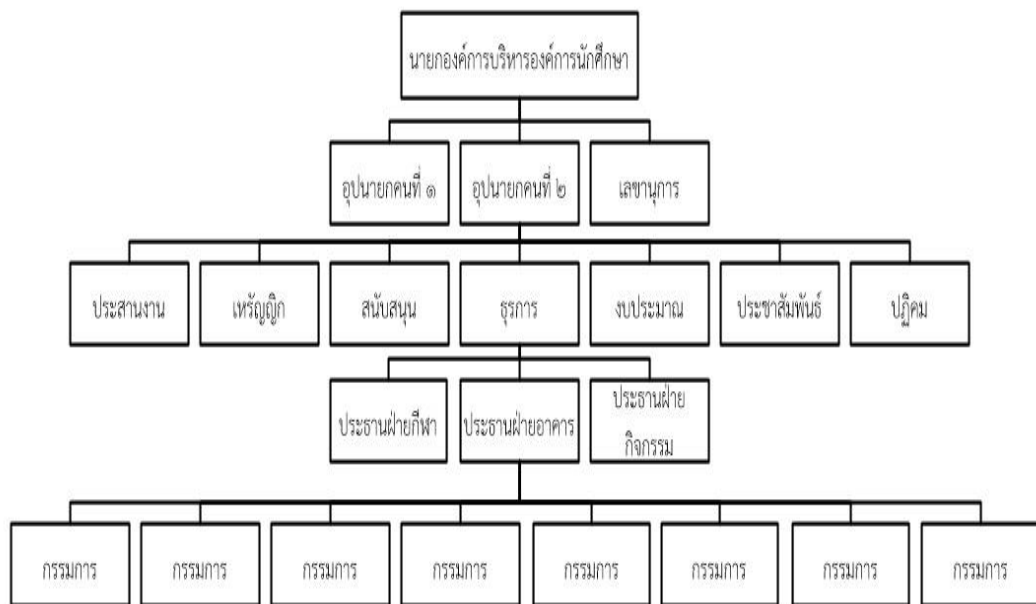 นายกองค์การบริหารองค์การนักศึกษา
อุปนายกคนที่ ๑
อุปนายกคนที่ ๒
เลขานุการ
ประสานงาน
เหรัญญิก
สนับสนุน
ธุรการ
งบประมาณ
ประชาสัมพันธ์
ปฏิคม
ประธานฝ่ายกีฬา
ประธานฝ่ายอาคาร
ประธานฝ่าย
กิจกรรม
กรรมการ
กรรมการ
กรรมการ
กรรมการ
กรรมการ
กรรมการ
กรรมการ
กรรมการ